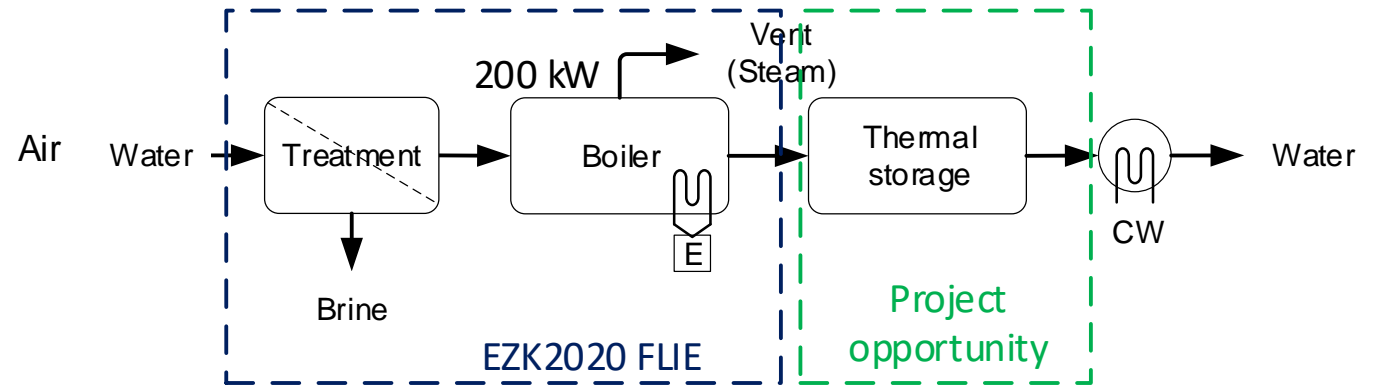 Vent
(Steam)
200 kW
Air
Water
Treatment
Boiler
Thermal
storage
Water
E
CW
Brine
EZK2020 FLIE
Project
opportunity